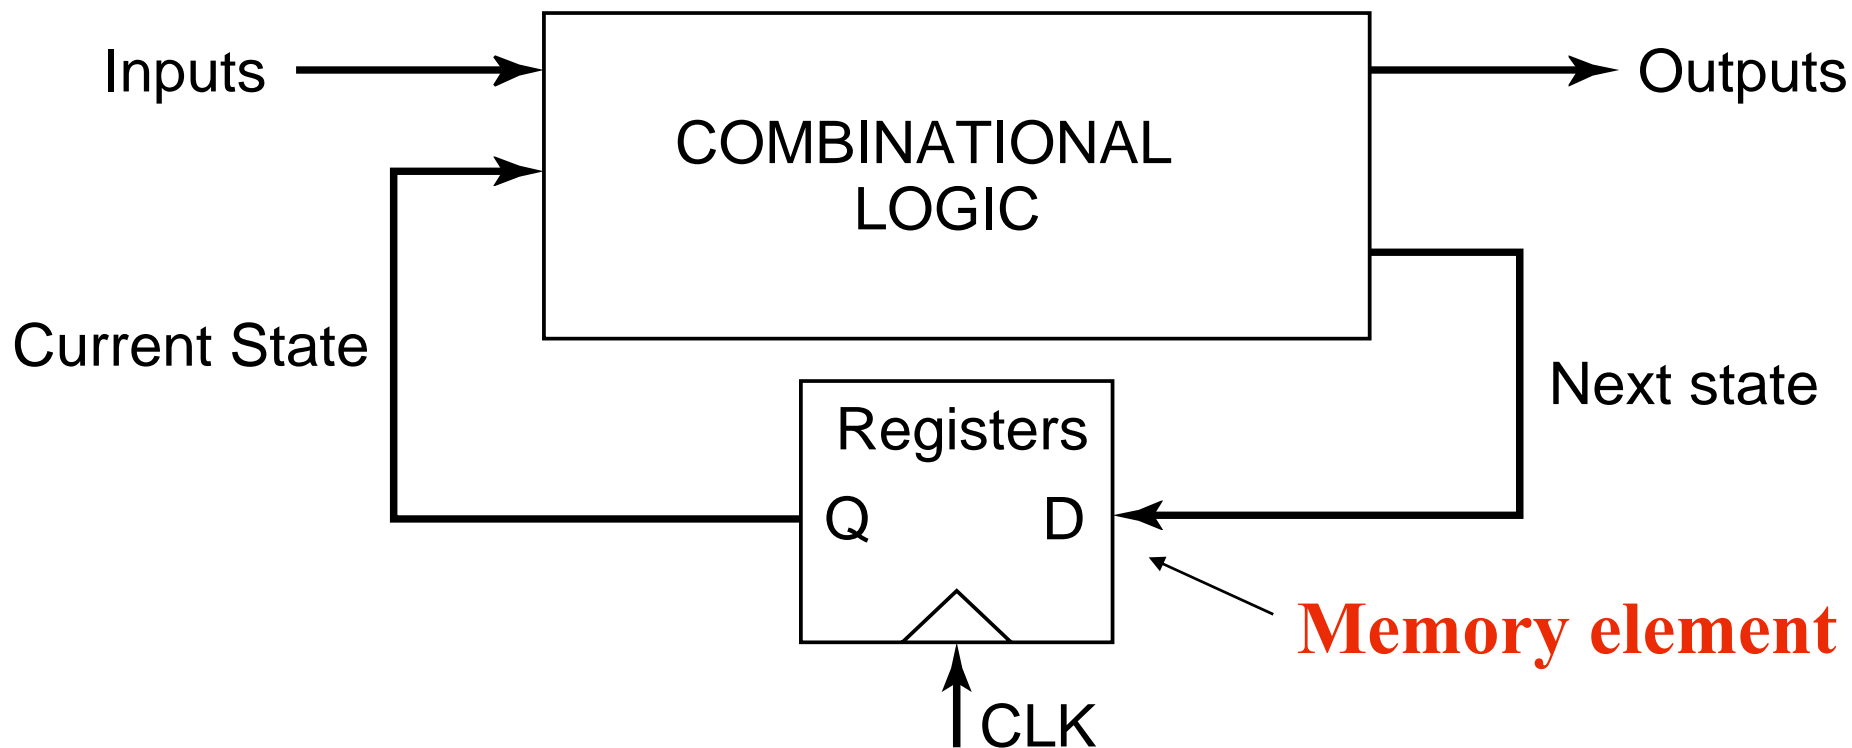 Inputs
Outputs
COMBINATIONAL
LOGIC
Current State
Next state
Registers
Q
D
Memory element
CLK